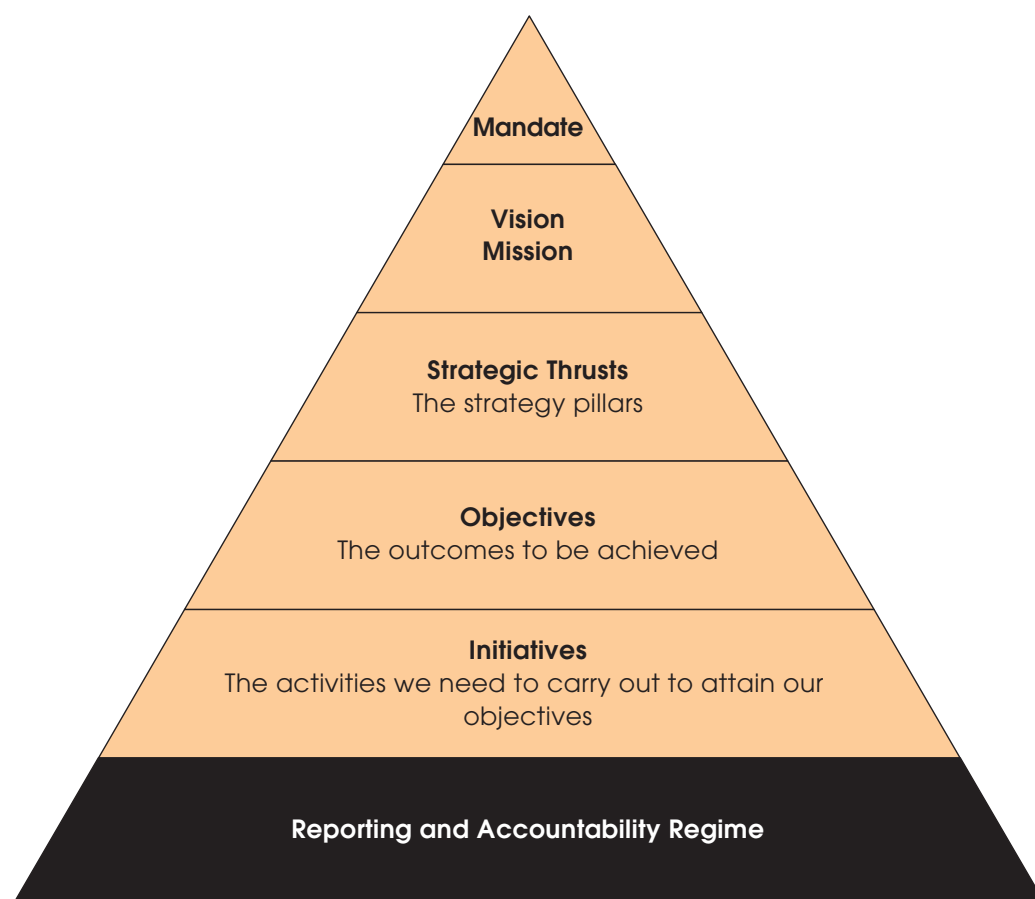 Mandate
Vision
Mission
Strategic Thrusts
The strategy pillars
Objectives
The outcomes to be achieved
Initiatives
The activities we need to carry out to attain our
objectives
Reporting and Accountability Regime